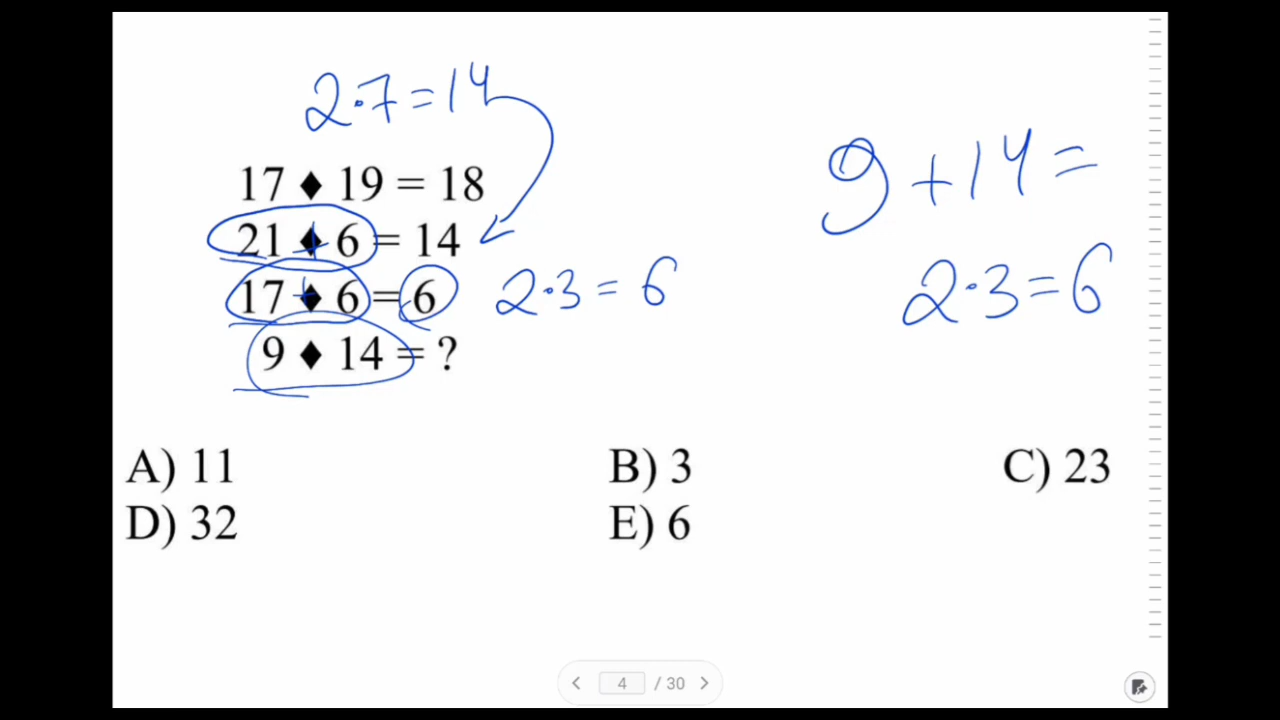 2·7=14
17 ♦ 19 = 18
9+14=
21 ♦ 6 = 14
17 ♦ 6 = 6
2·3=6
2·3=6
9 ♦ 14 = ?
A) 11
B) 3
C) 23
D) 32
E) 6
4 / 30